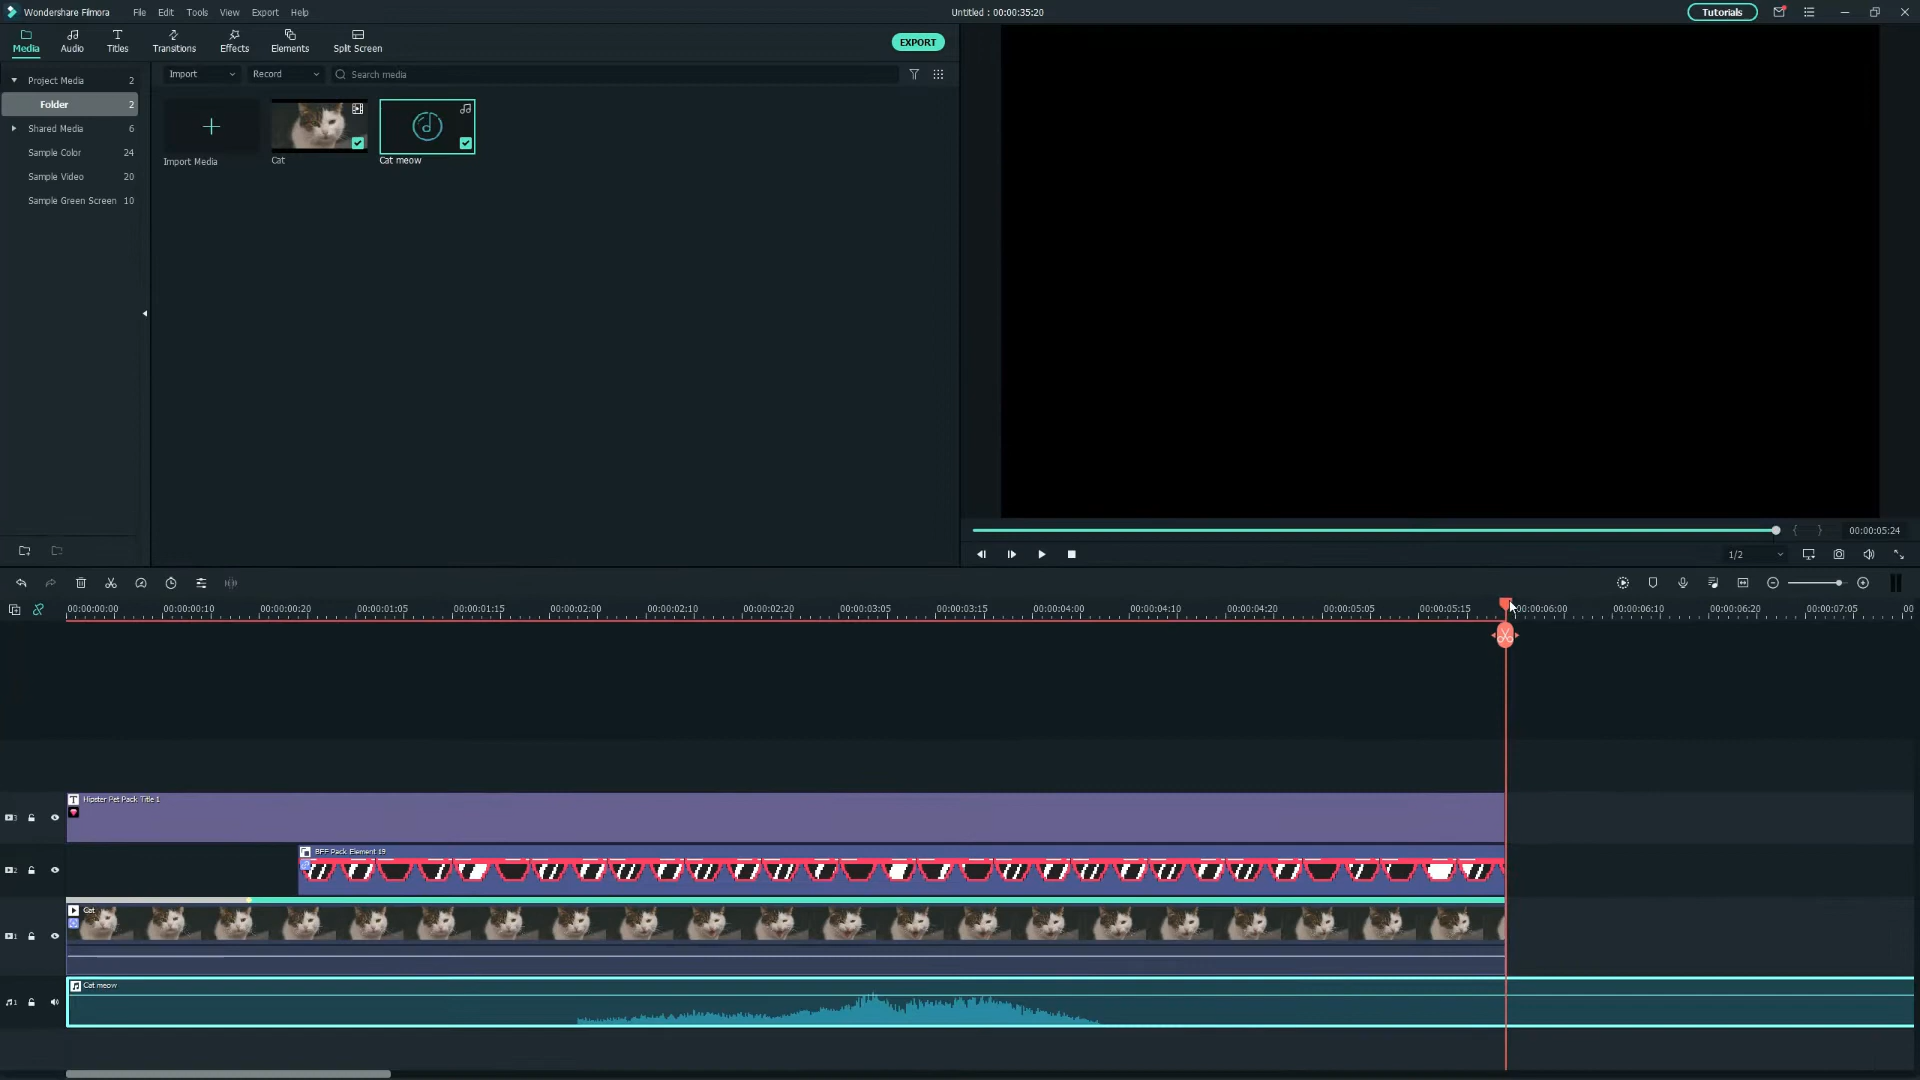 Wondershare Filmora File Edit Tools View Export Help Untitled : 00:00:35:20 Tutorials
Media Audio Titles Transitions Effects Elements Split Screen EXPORT
Project Media 2
Folder 2
Shared Media 6
Sample Color 24
Sample Video 20
Sample Green Screen 10
Import Record Search media
Import Media Cat Cat meow
00:00:05:24
1/2
00:00:00:00 00:00:00:10 00:00:00:20 00:00:01:05 00:00:01:15 00:00:02:00 00:00:02:10 00:00:02:20 00:00:03:05 00:00:03:15 00:00:04:00 00:00:04:10 00:00:04:20 00:00:05:05 00:00:05:15 00:00:06:00 00:00:06:10 00:00:06:20 00:00:07:05 00
3 Hipster Pet Pack Title 1
2 BFF Pack Element 19
1 Cat
1 Cat meow